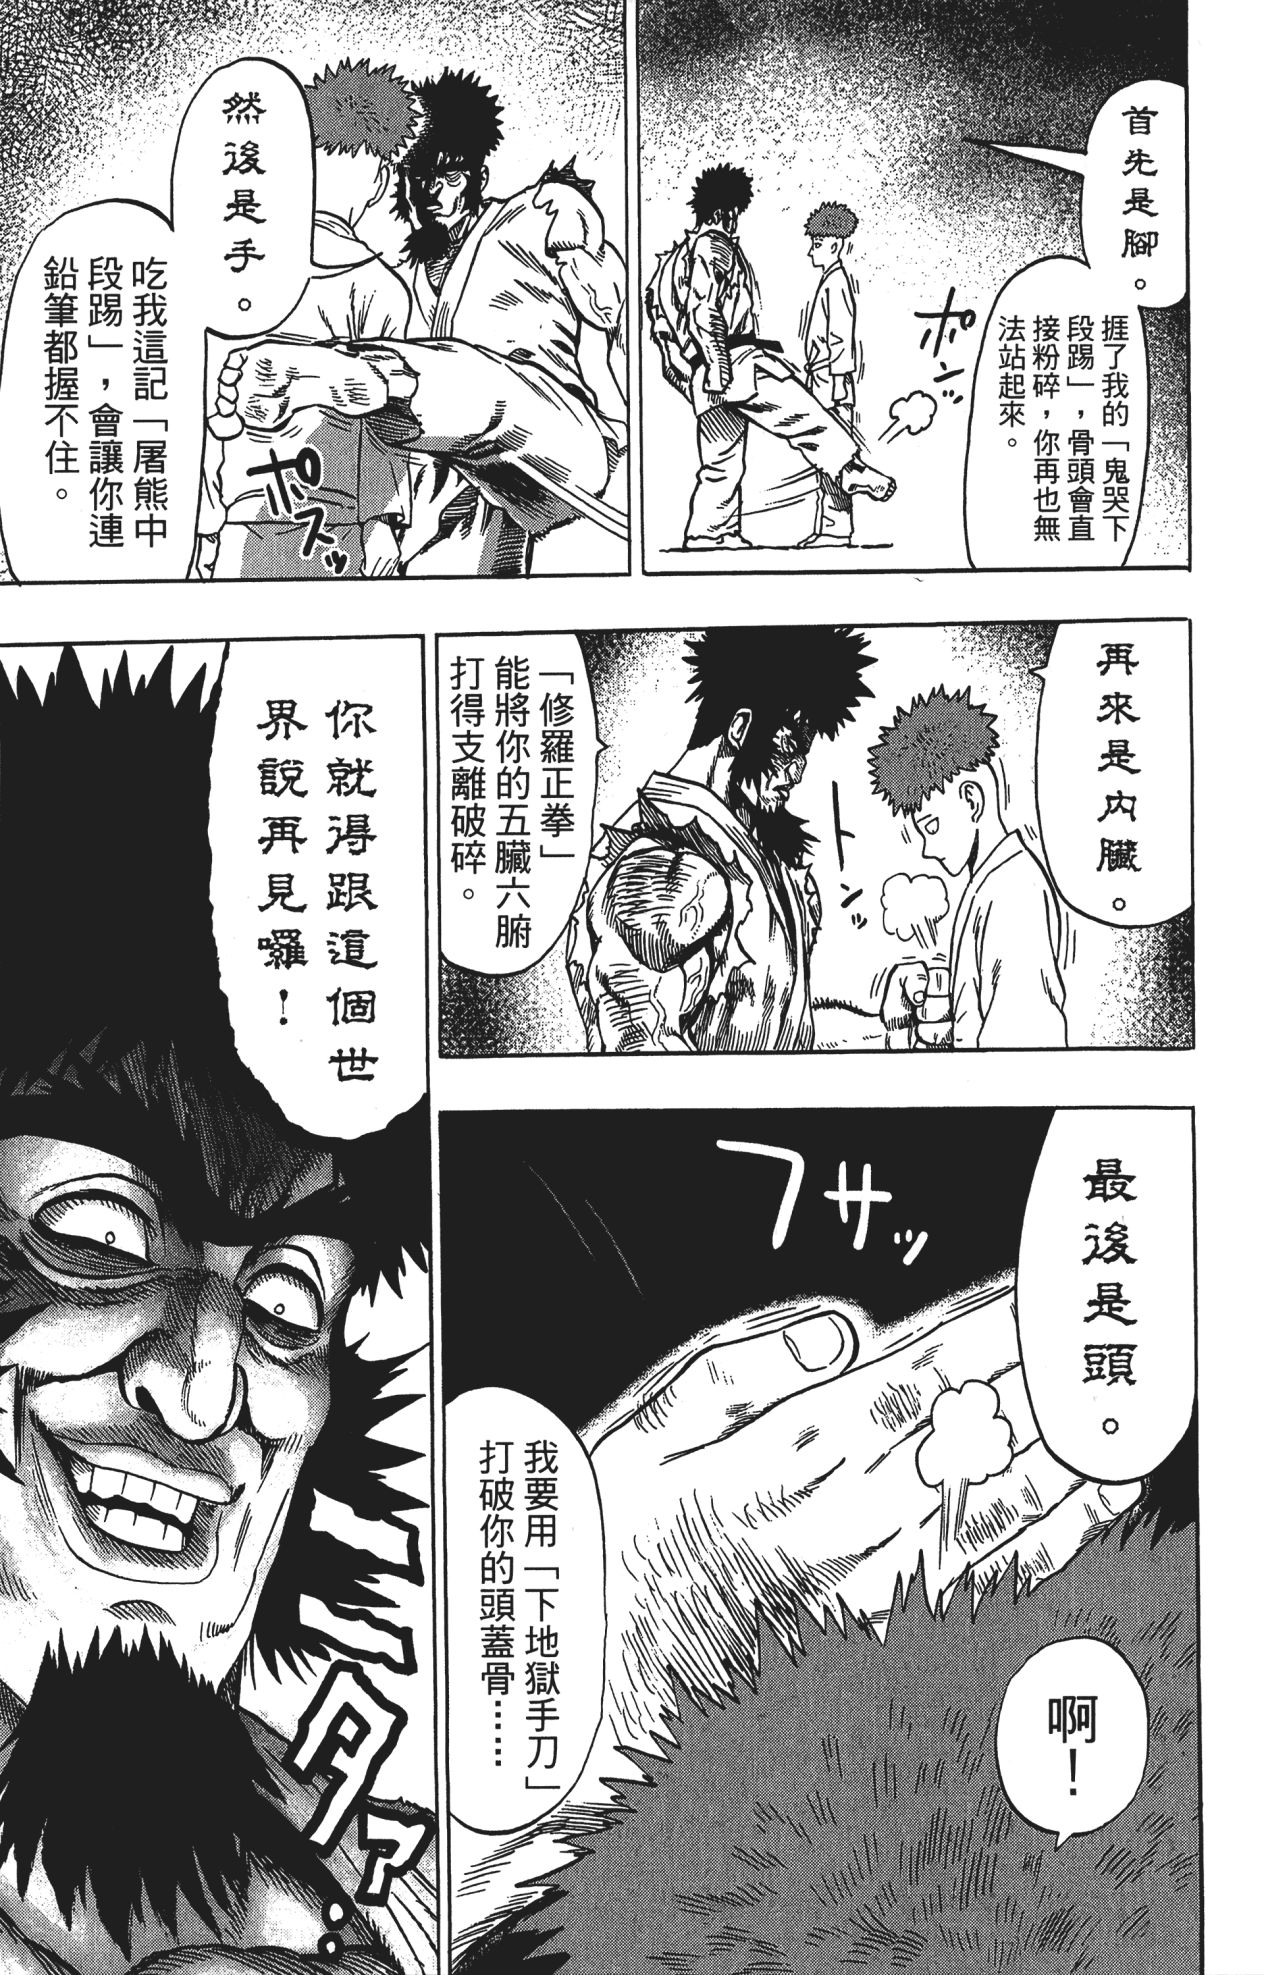 首先是腳。
捱了我的「鬼哭下
段踢」，骨頭會直
接粉碎，你再也無
法站起來。
ポンッ
然後是手。
吃我這記「屠熊中
段踢」，會讓你連
鉛筆都握不住。
ポスッ
再來是內臟。
「修羅正拳」
能將你的五臟六腑
打得支離破碎。
トンッ
最後是頭。
フサッ
我要用「下地獄手刀」
打破你的頭蓋骨……
啊！
你就得跟這個世
界說再見囉！
ニタァ